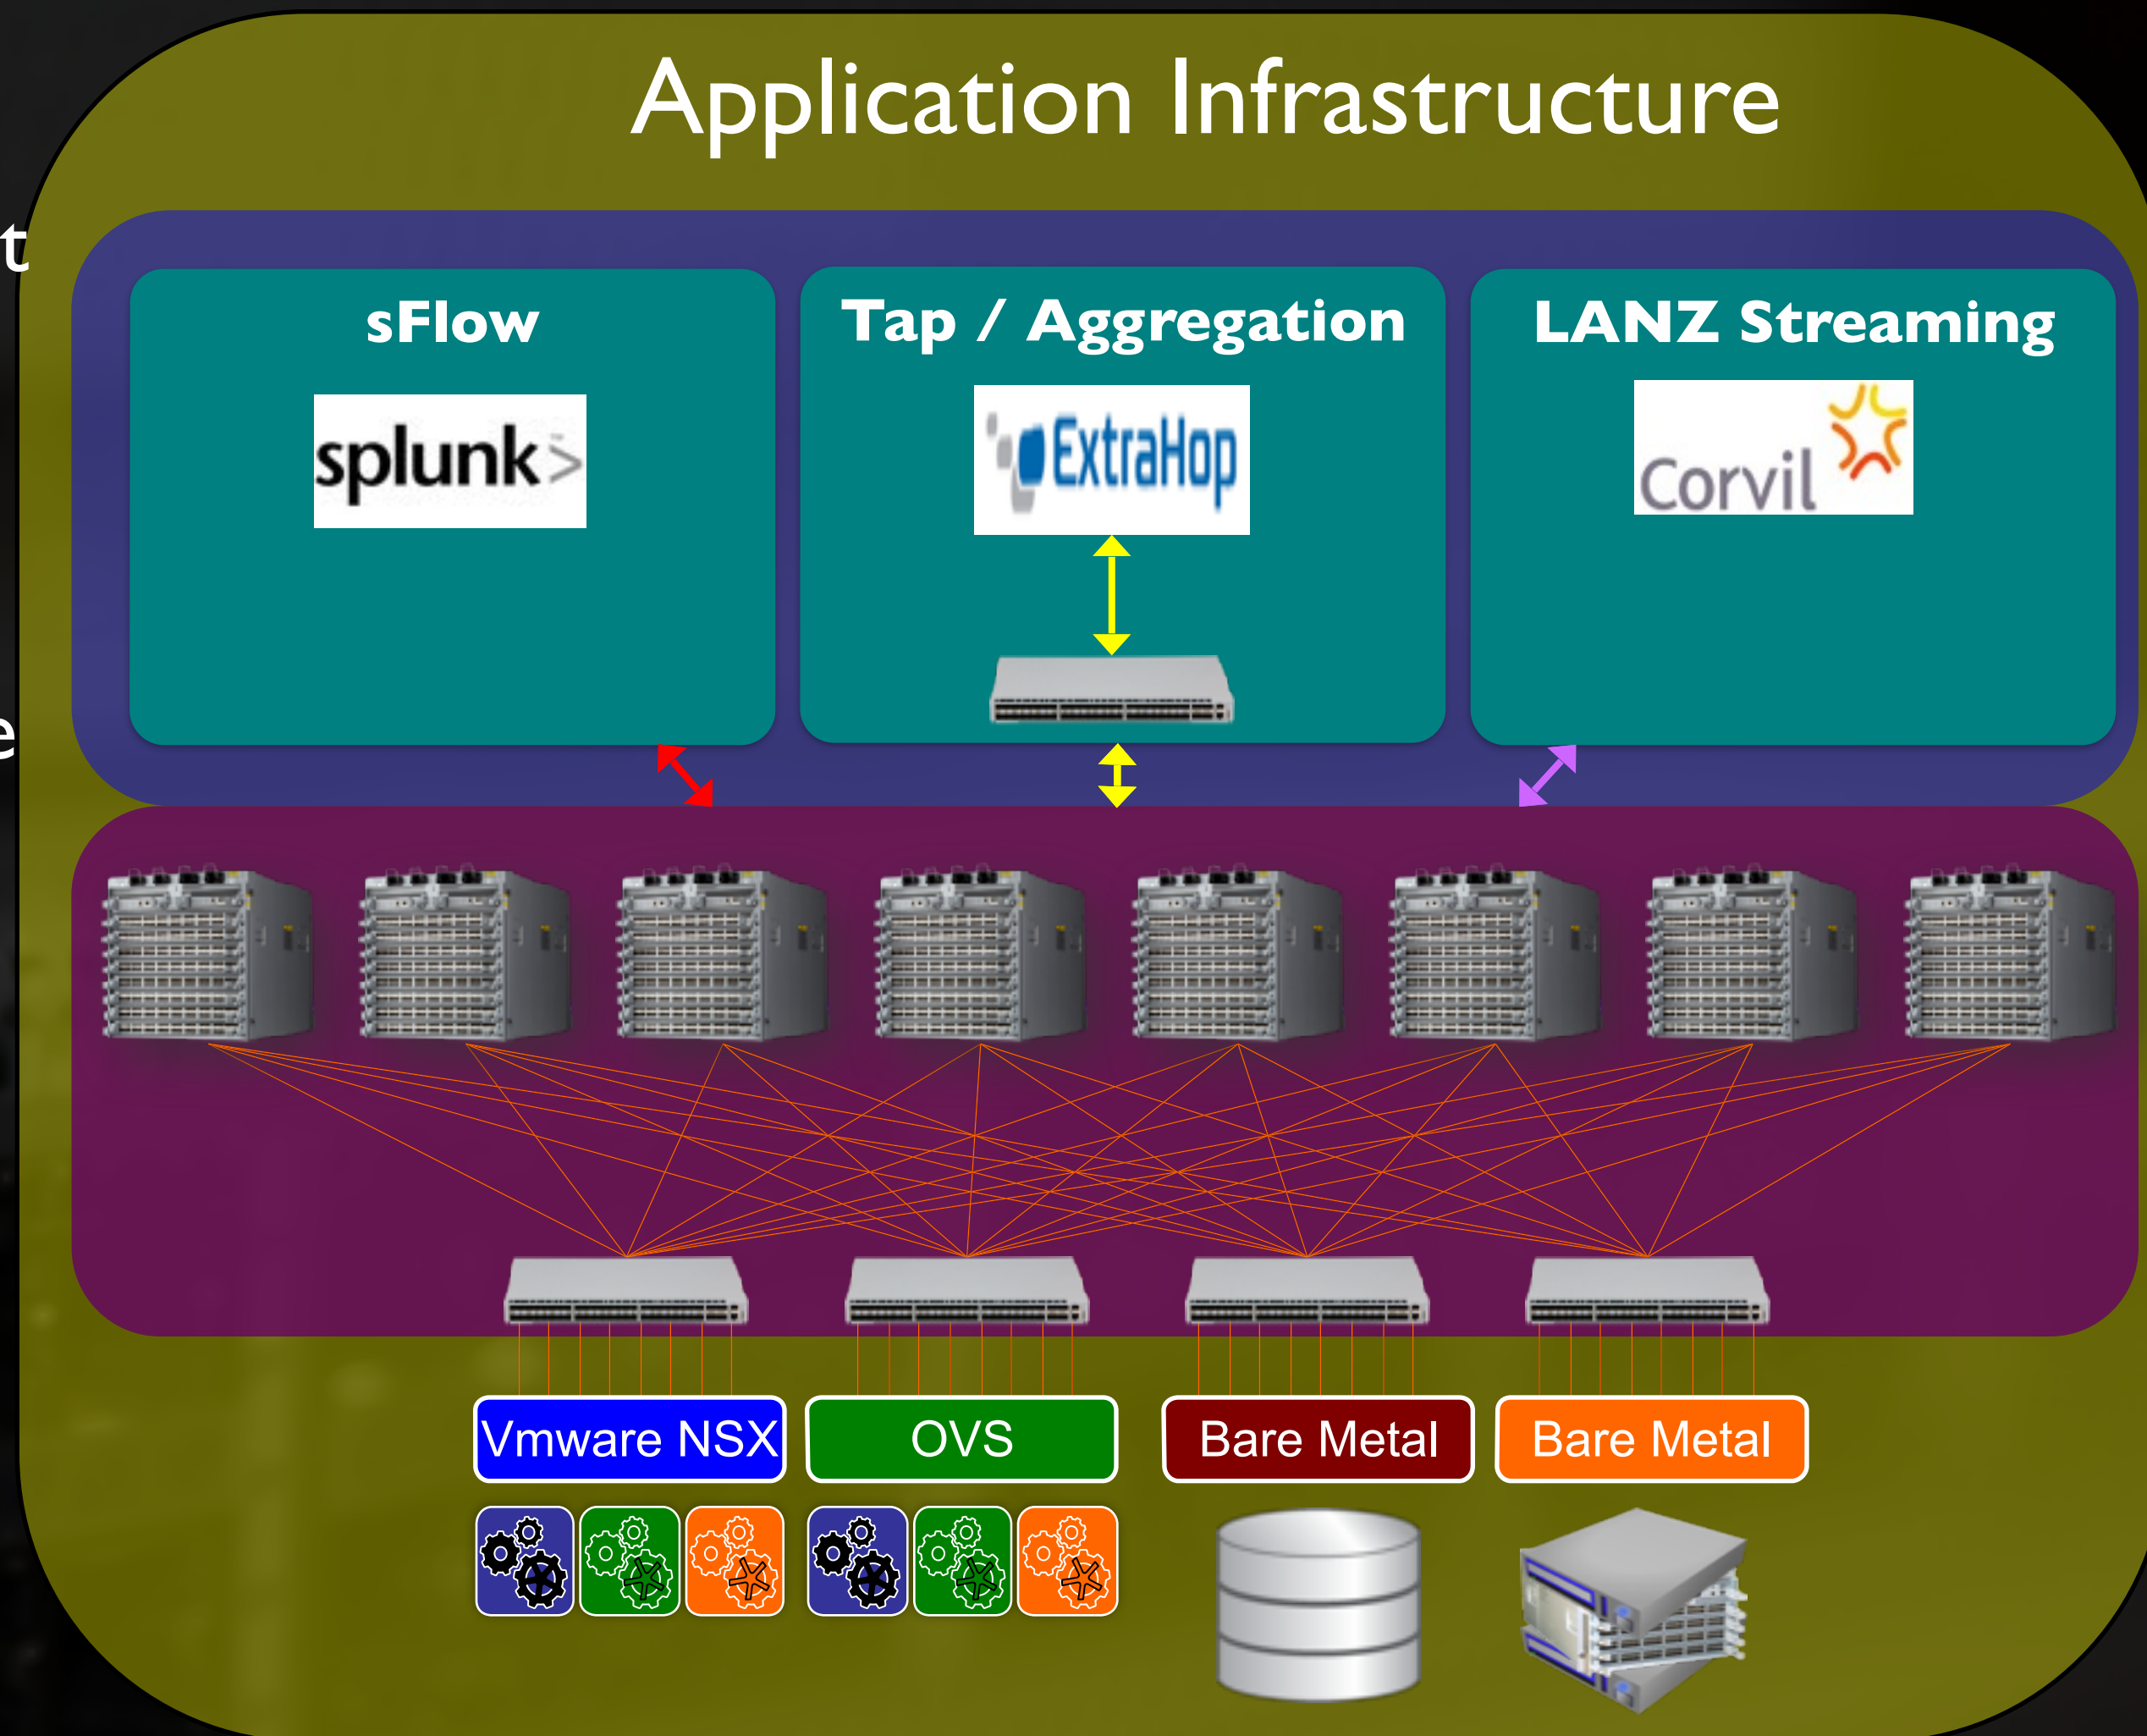 Application Infrastructure
t
sFlow
Tap / Aggregation
LANZ Streaming
splunk>
ExtraHop
Corvil
e
Vmware NSX
OVS
Bare Metal
Bare Metal